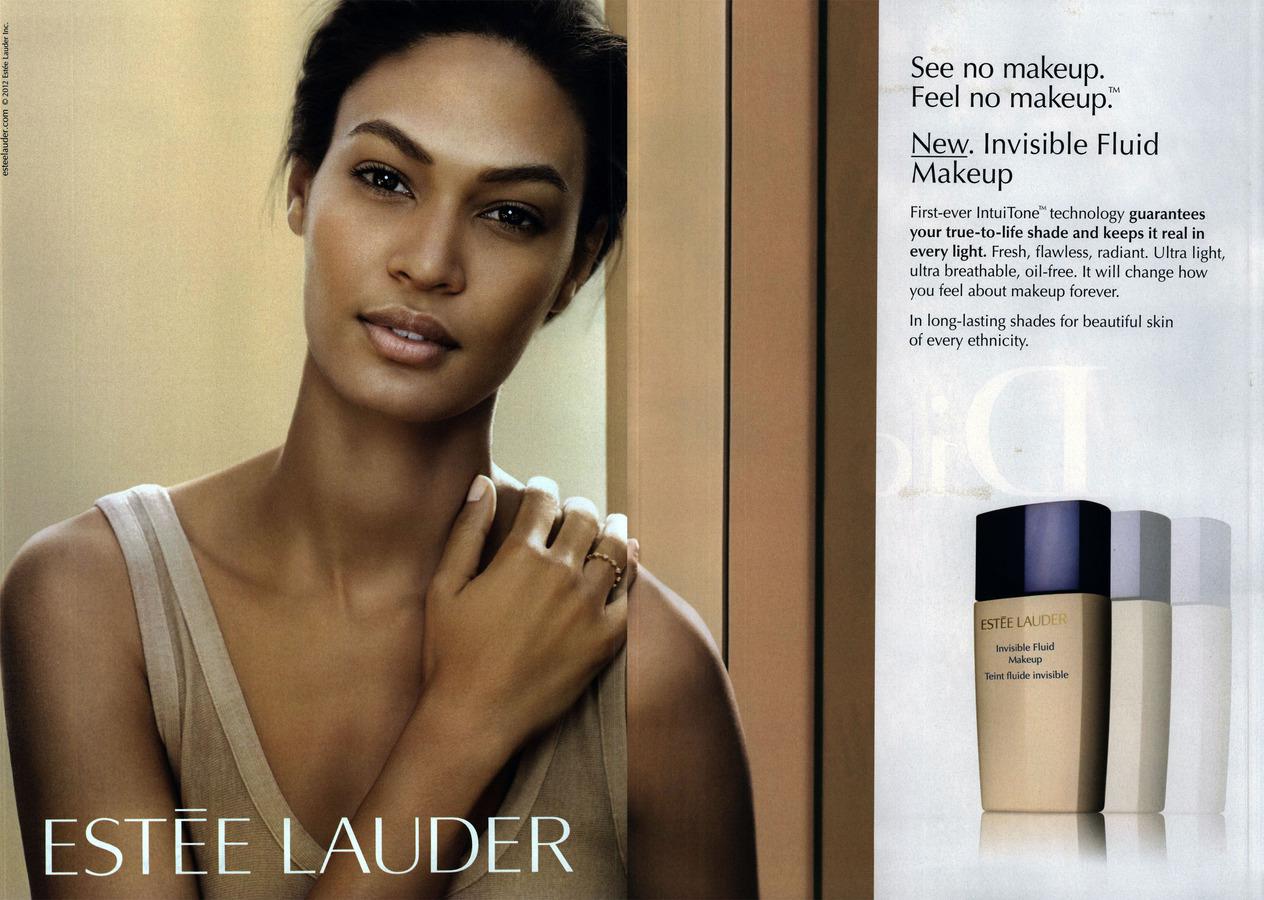 esteelauder.com © 2012 Estée Lauder Inc.
ESTĒE LAUDER
See no makeup.
Feel no makeup.™
New. Invisible Fluid
Makeup
First-ever IntuiTone™ technology guarantees
your true-to-life shade and keeps it real in
every light. Fresh, flawless, radiant. Ultra light,
ultra breathable, oil-free. It will change how
you feel about makeup forever.
In long-lasting shades for beautiful skin
of every ethnicity.
ESTĒE LAUDER
Invisible Fluid
Makeup
Teint fluide invisible